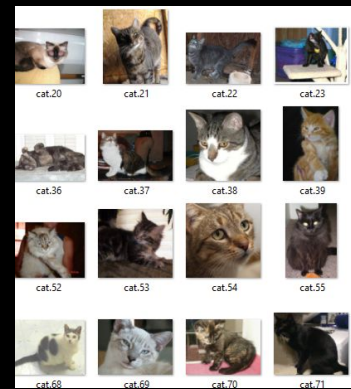 cat.20 cat.21 cat.22 cat.23
cat.36 cat.37 cat.38 cat.39
cat.52 cat.53 cat.54 cat.55
cat.68 cat.69 cat.70 cat.71